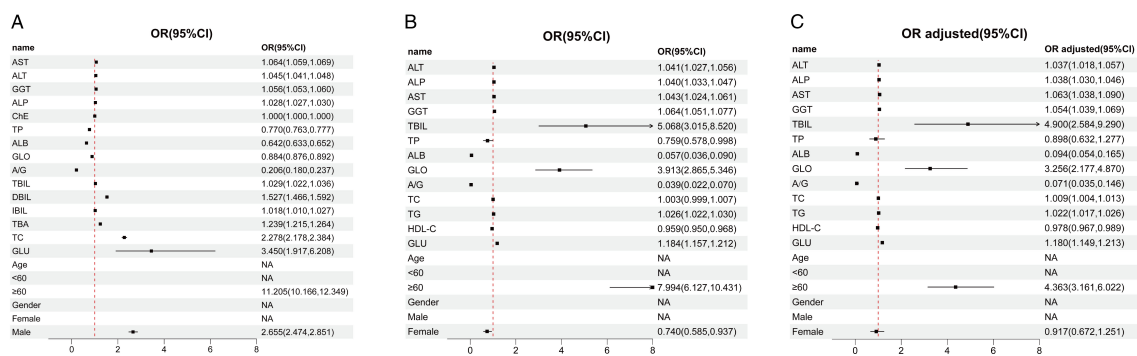 A
OR(95%CI)
name OR(95%CI)
AST 1.064(1.059,1.069)
ALT 1.045(1.041,1.048)
GGT 1.056(1.053,1.060)
ALP 1.028(1.027,1.030)
ChE 1.000(1.000,1.000)
TP 0.770(0.763,0.777)
ALB 0.642(0.633,0.652)
GLO 0.884(0.876,0.892)
A/G 0.206(0.180,0.237)
TBIL 1.029(1.022,1.036)
DBIL 1.527(1.466,1.592)
IBIL 1.018(1.010,1.027)
TBA 1.239(1.215,1.264)
TC 2.278(2.178,2.384)
GLU 3.450(1.917,6.208)
Age NA
<60 NA
≥60 11.205(10.166,12.349)
Gender NA
Female NA
Male 2.655(2.474,2.851)
0 2 4 6 8
B
OR(95%CI)
name OR(95%CI)
ALT 1.041(1.027,1.056)
ALP 1.040(1.033,1.047)
AST 1.043(1.024,1.061)
GGT 1.064(1.051,1.077)
TBIL 5.068(3.015,8.520)
TP 0.759(0.578,0.998)
ALB 0.057(0.036,0.090)
GLO 3.913(2.865,5.346)
A/G 0.039(0.022,0.070)
TC 1.003(0.999,1.007)
TG 1.026(1.022,1.030)
HDL-C 0.959(0.950,0.968)
GLU 1.184(1.157,1.212)
Age NA
<60 NA
≥60 7.994(6.127,10.431)
Gender NA
Male NA
Female 0.740(0.585,0.937)
0 2 4 6 8
C
OR adjusted(95%CI)
name OR adjusted(95%CI)
ALT 1.037(1.018,1.057)
ALP 1.038(1.030,1.046)
AST 1.063(1.038,1.090)
GGT 1.054(1.039,1.069)
TBIL 4.900(2.584,9.290)
TP 0.898(0.632,1.277)
ALB 0.094(0.054,0.165)
GLO 3.256(2.177,4.870)
A/G 0.071(0.035,0.146)
TC 1.009(1.004,1.013)
TG 1.022(1.017,1.026)
HDL-C 0.978(0.967,0.989)
GLU 1.180(1.149,1.213)
Age NA
<60 NA
≥60 4.363(3.161,6.022)
Gender NA
Male NA
Female 0.917(0.672,1.251)
0 2 4 6 8